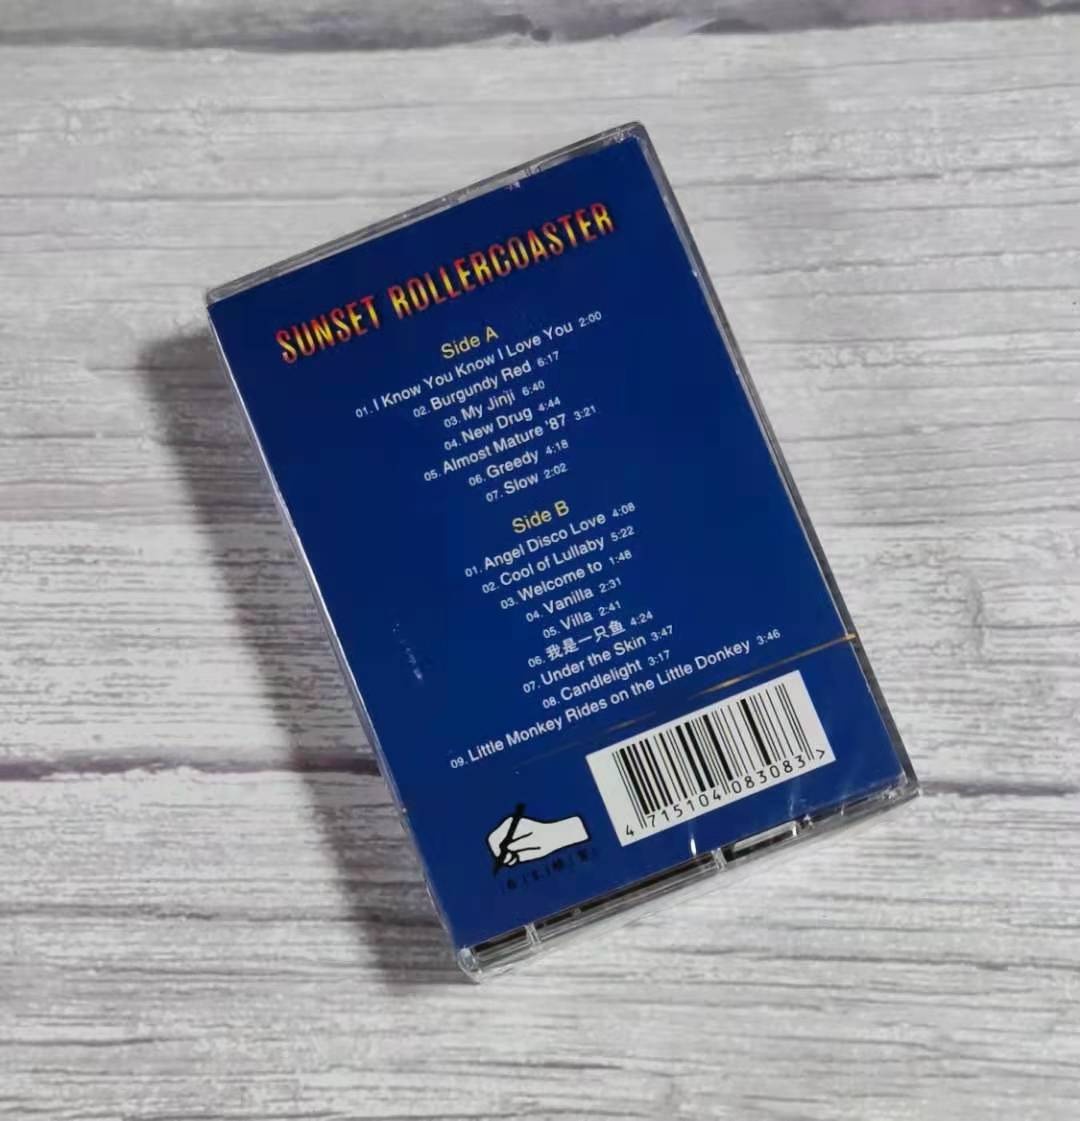 SUNSET ROLLERCOASTER
Side A
01. I Know You Know I Love You 2:00
02. Burgundy Red 6:17
03. My Jinji 6:40
04. New Drug 4:44
05. Almost Mature '87 3:21
06. Greedy 4:18
07. Slow 2:02
Side B
01. Angel Disco Love 4:08
02. Cool of Lullaby 5:22
03. Welcome to 1:48
04. Vanilla 2:31
05. Villa 2:41
06. 我是一只鱼 4:24
07. Under the Skin 3:47
08. Candlelight 3:17
09. Little Monkey Rides on the Little Donkey 3:46
4 715104 083083 >